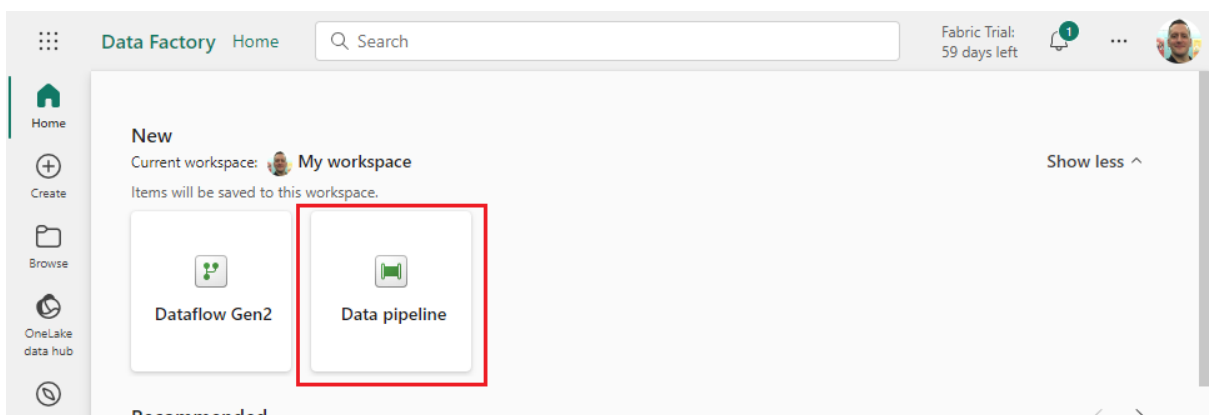 Data Factory Home
Search
Fabric Trial:
59 days left
1
Home
Create
Browse
OneLake
data hub
New
Current workspace: My workspace
Show less
Items will be saved to this workspace.
Dataflow Gen2
Data pipeline
Recommended